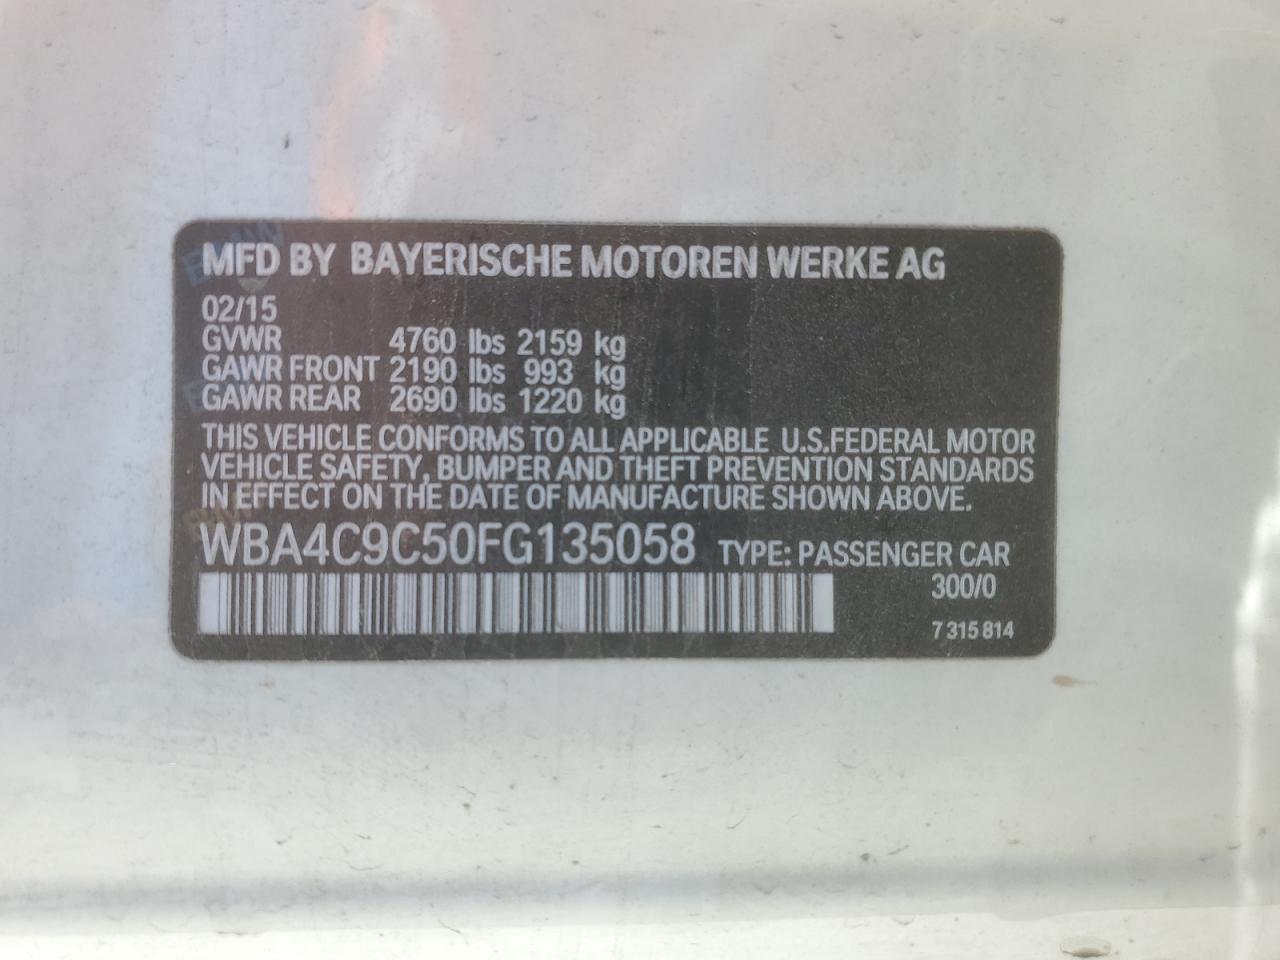 MFD BY BAYERISCHE MOTOREN WERKE AG
02/15
GVWR 4760 lbs 2159 kg
GAWR FRONT 2190 lbs 993 kg
GAWR REAR 2690 lbs 1220 kg
THIS VEHICLE CONFORMS TO ALL APPLICABLE U.S.FEDERAL MOTOR
VEHICLE SAFETY, BUMPER AND THEFT PREVENTION STANDARDS
IN EFFECT ON THE DATE OF MANUFACTURE SHOWN ABOVE.
WBA4C9C50FG135058 TYPE: PASSENGER CAR
300/0
7 315 814